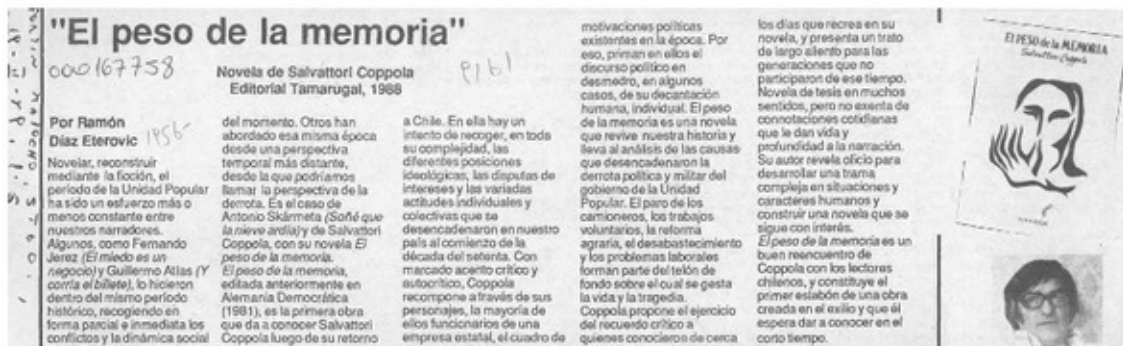 "El peso de la memoria"
000167758
Novela de Salvattori Coppola
Editorial Tamarugal, 1988
Por Ramón
Díaz Eterovic 1956-
Novelar, reconstruir
mediante la ficción, el
período de la Unidad Popular
ha sido un esfuerzo más o
menos constante entre
nuestros narradores.
Algunos, como Fernando
Jerez (El miedo es un
negocio) y Guillermo Atías (Y
corría el billete), lo hicieron
dentro del mismo período
histórico, recogiendo en
forma parcial e inmediata los
conflictos y la dinámica social
del momento. Otros han
abordado esa misma época
desde una perspectiva
temporal más distante,
desde la que podríamos
llamar la perspectiva de la
derrota. Es el caso de
Antonio Skármeta (Soñé que
la nieve ardía) y de Salvattori
Coppola, con su novela El
peso de la memoria.
El peso de la memoria,
editada anteriormente en
Alemania Democrática
(1981), es la primera obra
que da a conocer Salvattori
Coppola luego de su retorno
a Chile. En ella hay un
intento de recoger, en toda
su complejidad, las
diferentes posiciones
ideológicas, las disputas de
intereses y las variadas
actitudes individuales y
colectivas que se
desencadenaron en nuestro
país al comienzo de la
década del setenta. Con
marcado acento crítico y
autocrítico, Coppola
recompone a través de sus
personajes, la mayoría de
ellos funcionarios de una
empresa estatal, el cuadro de
motivaciones políticas
existentes en la época. Por
eso, priman en ellos el
discurso político en
desmedro, en algunos
casos, de su decantación
humana, individual. El peso
de la memoria es una novela
que revive nuestra historia y
lleva al análisis de las causas
que desencadenaron la
derrota política y militar del
gobierno de la Unidad
Popular. El paro de los
camioneros, los trabajos
voluntarios, la reforma
agraria, el desabastecimiento
y los problemas laborales
forman parte del telón de
fondo sobre el cual se gesta
la vida y la tragedia.
Coppola propone el ejercicio
del recuerdo crítico a
quienes conocieron de cerca
los días que recrea en su
novela, y presenta un trato
de largo aliento para las
generaciones que no
participaron de ese tiempo.
Novela de tesis en muchos
sentidos, pero no exenta de
connotaciones cotidianas
que le dan vida y
profundidad a la narración.
Su autor revela oficio para
desarrollar una trama
compleja en situaciones y
caracteres humanos y
construir una novela que se
sigue con interés.
El peso de la memoria es un
buen reencuentro de
Coppola con los lectores
chilenos, y constituye el
primer eslabón de una obra
creada en el exilio y que él
espera dar a conocer en el
corto tiempo.
El PESO de la MEMORIA
Salvattori Coppola